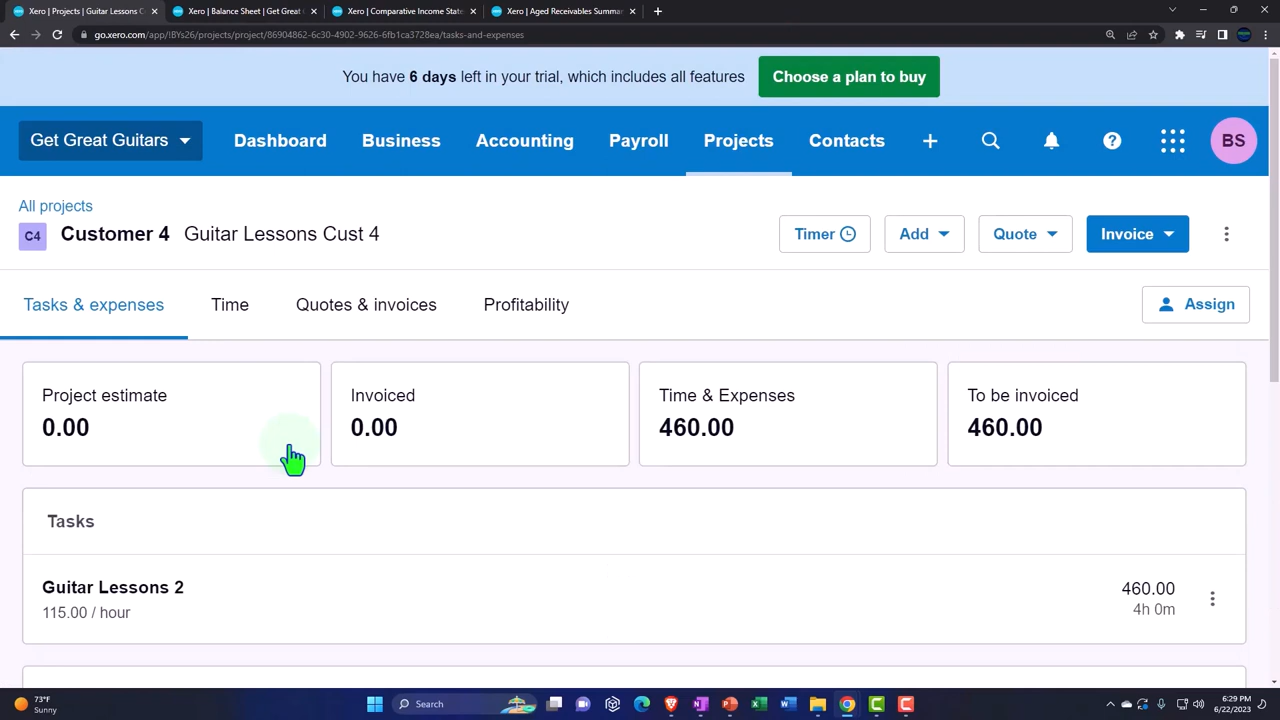 Xero | Projects | Guitar Lessons C
Xero | Balance Sheet | Get Great G
Xero | Comparative Income State
Xero | Aged Receivables Summa
go.xero.com/app/!BYs26/projects/project/86904862-6c30-4902-9626-6fb1ca3728ea/tasks-and-expenses
You have 6 days left in your trial, which includes all features
Choose a plan to buy
Get Great Guitars
Dashboard
Business
Accounting
Payroll
Projects
Contacts
BS
All projects
C4
Customer 4
Guitar Lessons Cust 4
Timer
Add
Quote
Invoice
Tasks & expenses
Time
Quotes & invoices
Profitability
Assign
Project estimate
0.00
Invoiced
0.00
Time & Expenses
460.00
To be invoiced
460.00
Tasks
Guitar Lessons 2
115.00 / hour
460.00
4h 0m
73°F
Sunny
Search
6:29 PM
6/22/2023